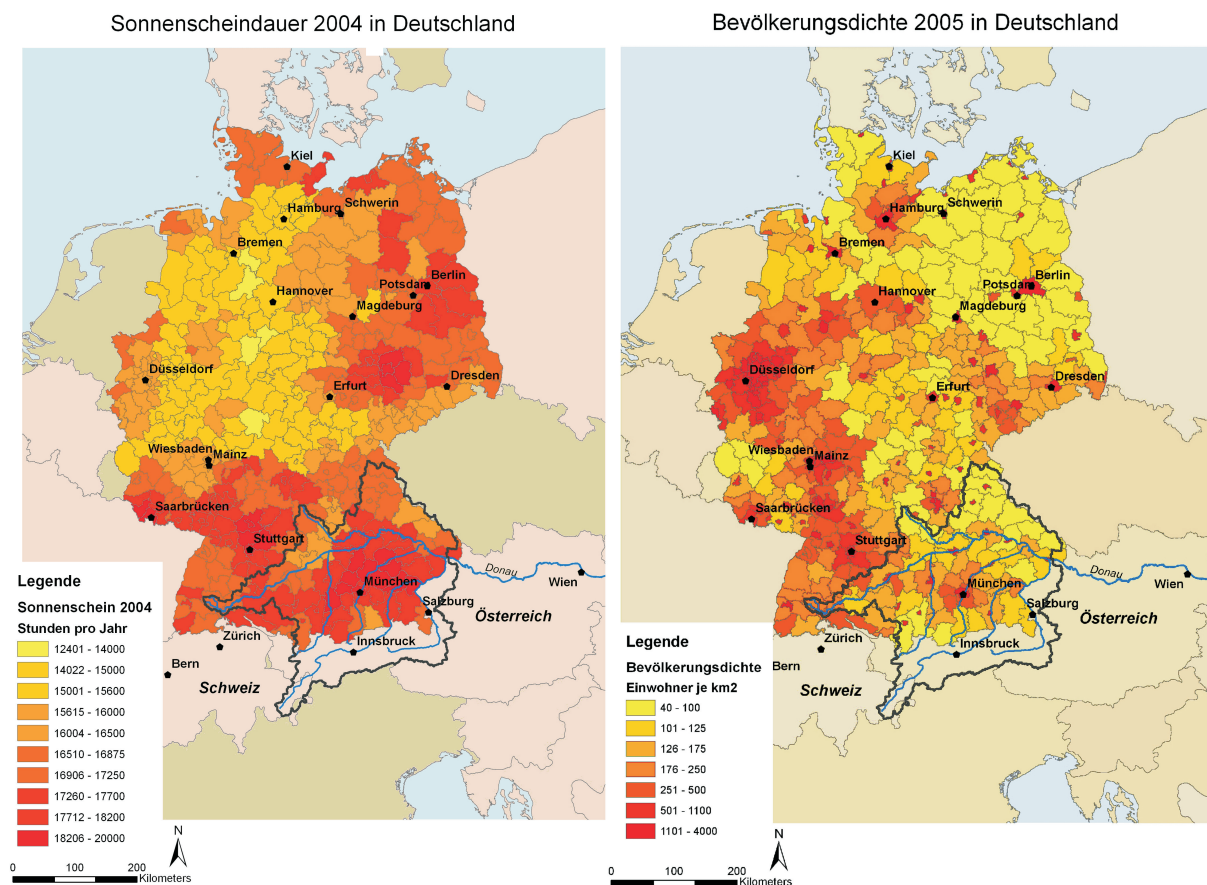 Sonnenscheindauer 2004 in Deutschland
Kiel
Hamburg
Schwerin
Bremen
Berlin
Potsdam
Hannover
Magdeburg
Düsseldorf
Erfurt
Dresden
Wiesbaden
Mainz
Saarbrücken
Stuttgart
Donau
Wien
München
Salzburg
Österreich
Zürich
Innsbruck
Bern
Schweiz
Legende
Sonnenschein 2004
Stunden pro Jahr
12401 - 14000
14022 - 15000
15001 - 15600
15615 - 16000
16004 - 16500
16510 - 16875
16906 - 17250
17260 - 17700
17712 - 18200
18206 - 20000
N
0 100 200
Kilometers
Bevölkerungsdichte 2005 in Deutschland
Kiel
Hamburg
Schwerin
Bremen
Berlin
Potsdam
Hannover
Magdeburg
Düsseldorf
Erfurt
Dresden
Wiesbaden
Mainz
Saarbrücken
Stuttgart
Donau
Wien
München
Salzburg
Österreich
Zürich
Innsbruck
Bern
Schweiz
Legende
Bevölkerungsdichte
Einwohner je km2
40 - 100
101 - 125
126 - 175
176 - 250
251 - 500
501 - 1100
1101 - 4000
N
0 100 200
Kilometers